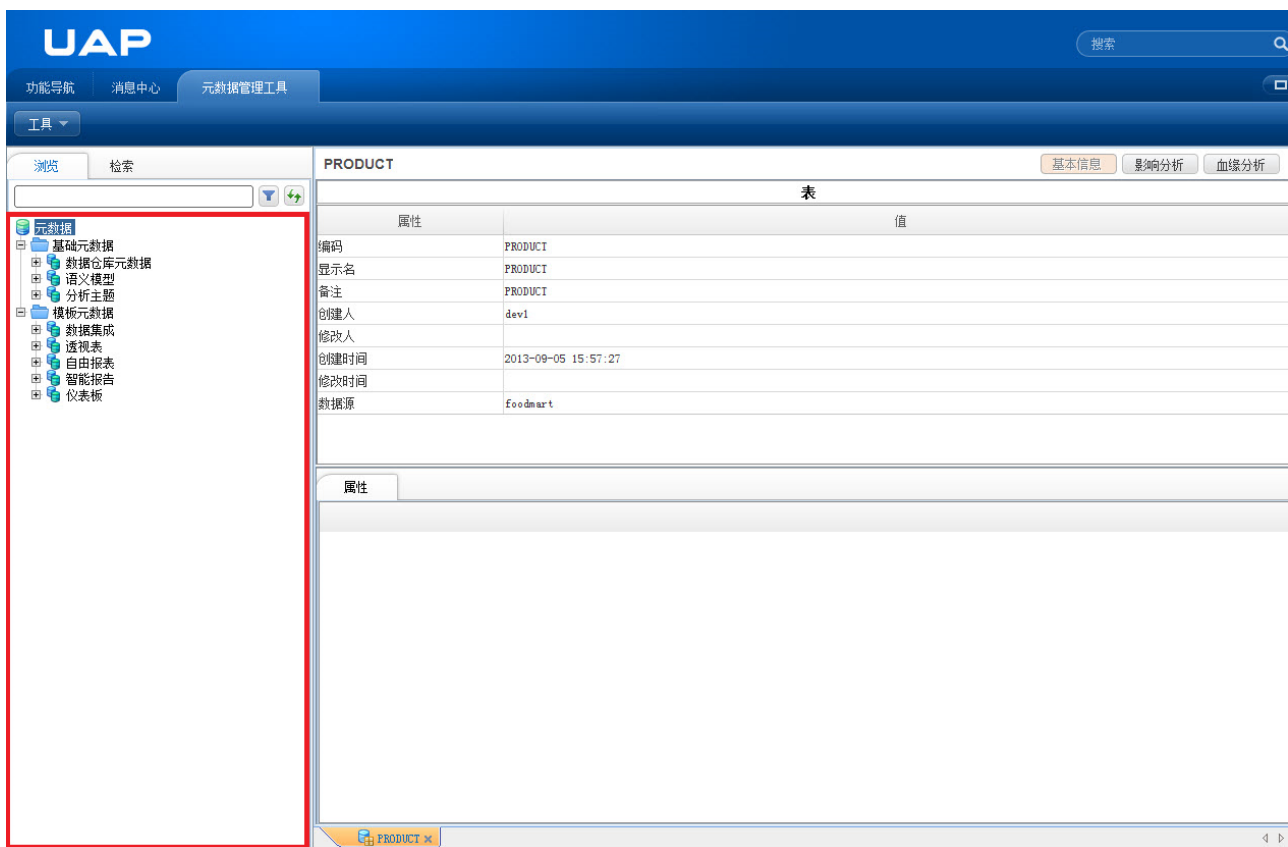 UAP
搜索
功能导航 消息中心 元数据管理工具
工具
浏览 检索
元数据
基础元数据
数据仓库元数据
语义模型
分析主题
模板元数据
数据集成
透视表
自由报表
智能报告
仪表板
PRODUCT 基本信息 影响分析 血缘分析
表
属性 值
编码 PRODUCT
显示名 PRODUCT
备注 PRODUCT
创建人 dev1
修改人
创建时间 2013-09-05 15:57:27
修改时间
数据源 foodmart
属性
PRODUCT